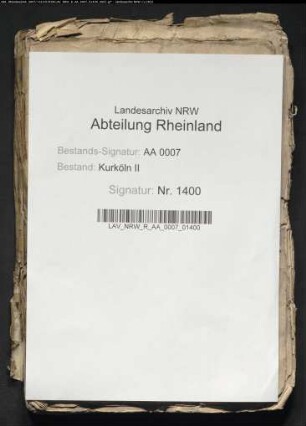 Landesarchiv NRW
Abteilung Rheinland
Bestands-Signatur: AA 0007
Bestand: Kurköln II
Signatur: Nr. 1400
LAV_NRW_R_AA_0007_01400